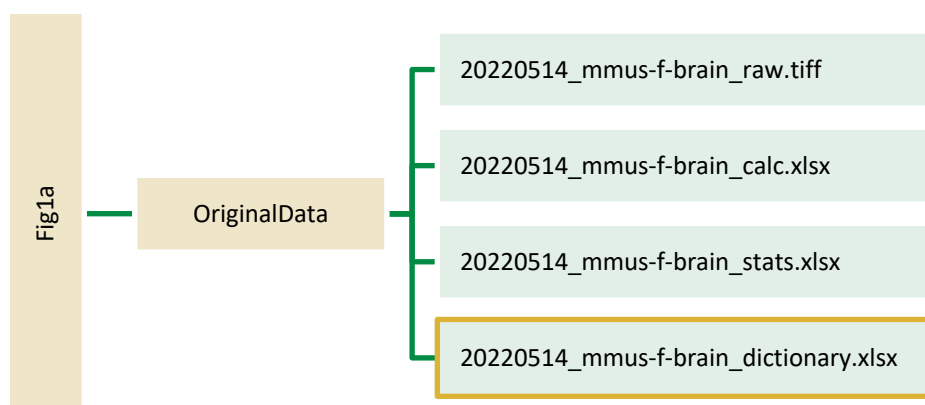 Fig1a
OriginalData
20220514_mmus-f-brain_raw.tiff
20220514_mmus-f-brain_calc.xlsx
20220514_mmus-f-brain_stats.xlsx
20220514_mmus-f-brain_dictionary.xlsx